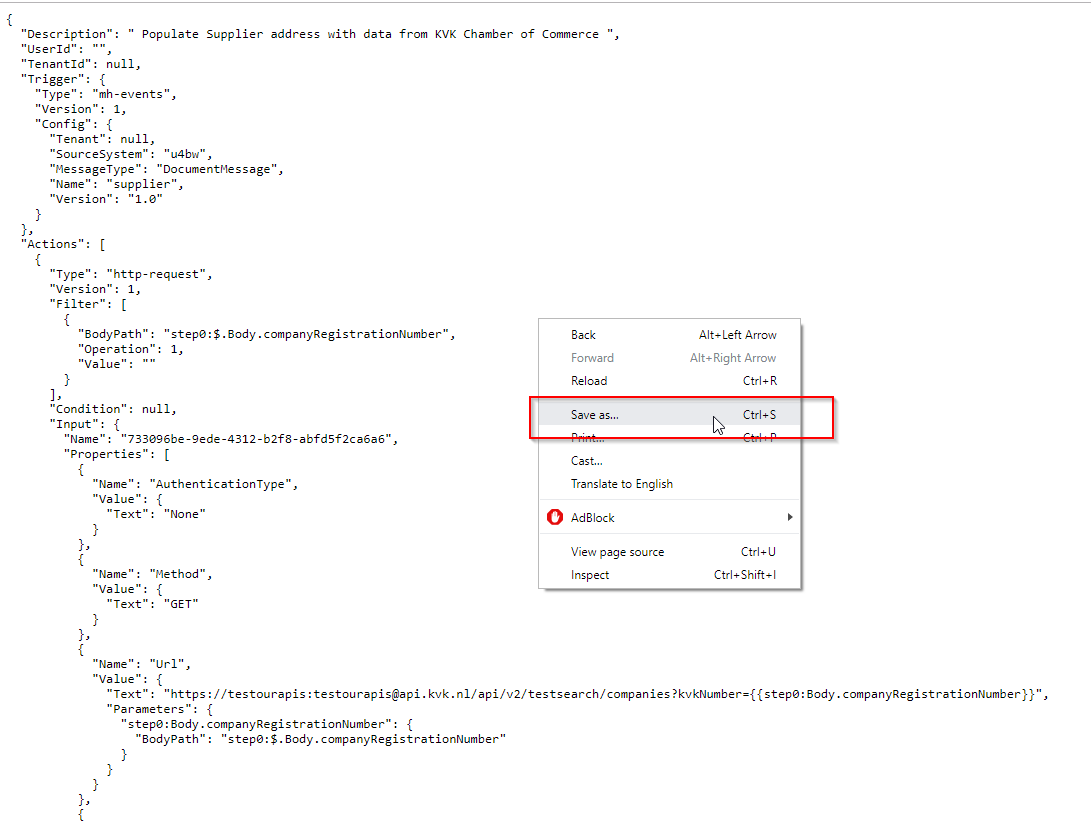 {
  "Description": " Populate Supplier address with data from KVK Chamber of Commerce ",
  "UserId": "",
  "TenantId": null,
  "Trigger": {
    "Type": "mh-events",
    "Version": 1,
    "Config": {
      "Tenant": null,
      "SourceSystem": "u4bw",
      "MessageType": "DocumentMessage",
      "Name": "supplier",
      "Version": "1.0"
    }
  },
  "Actions": [
    {
      "Type": "http-request",
      "Version": 1,
      "Filter": [
        {
          "BodyPath": "step0:$.Body.companyRegistrationNumber",
          "Operation": 1,
          "Value": ""
        }
      ],
      "Condition": null,
      "Input": {
        "Name": "733096be-9ede-4312-b2f8-abfd5f2ca6a6",
        "Properties": [
          {
            "Name": "AuthenticationType",
            "Value": {
              "Text": "None"
            }
          },
          {
            "Name": "Method",
            "Value": {
              "Text": "GET"
            }
          },
          {
            "Name": "Url",
            "Value": {
              "Text": "https://testourapis:testourapis@api.kvk.nl/api/v2/testsearch/companies?kvkNumber={{step0:Body.companyRegistrationNumber}}",
              "Parameters": {
                "step0:Body.companyRegistrationNumber": {
                  "BodyPath": "step0:$.Body.companyRegistrationNumber"
                }
              }
            }
          },
          {
Back Alt+Left Arrow
Forward Alt+Right Arrow
Reload Ctrl+R
Save as... Ctrl+S
Print... Ctrl+P
Cast...
Translate to English
AdBlock
View page source Ctrl+U
Inspect Ctrl+Shift+I